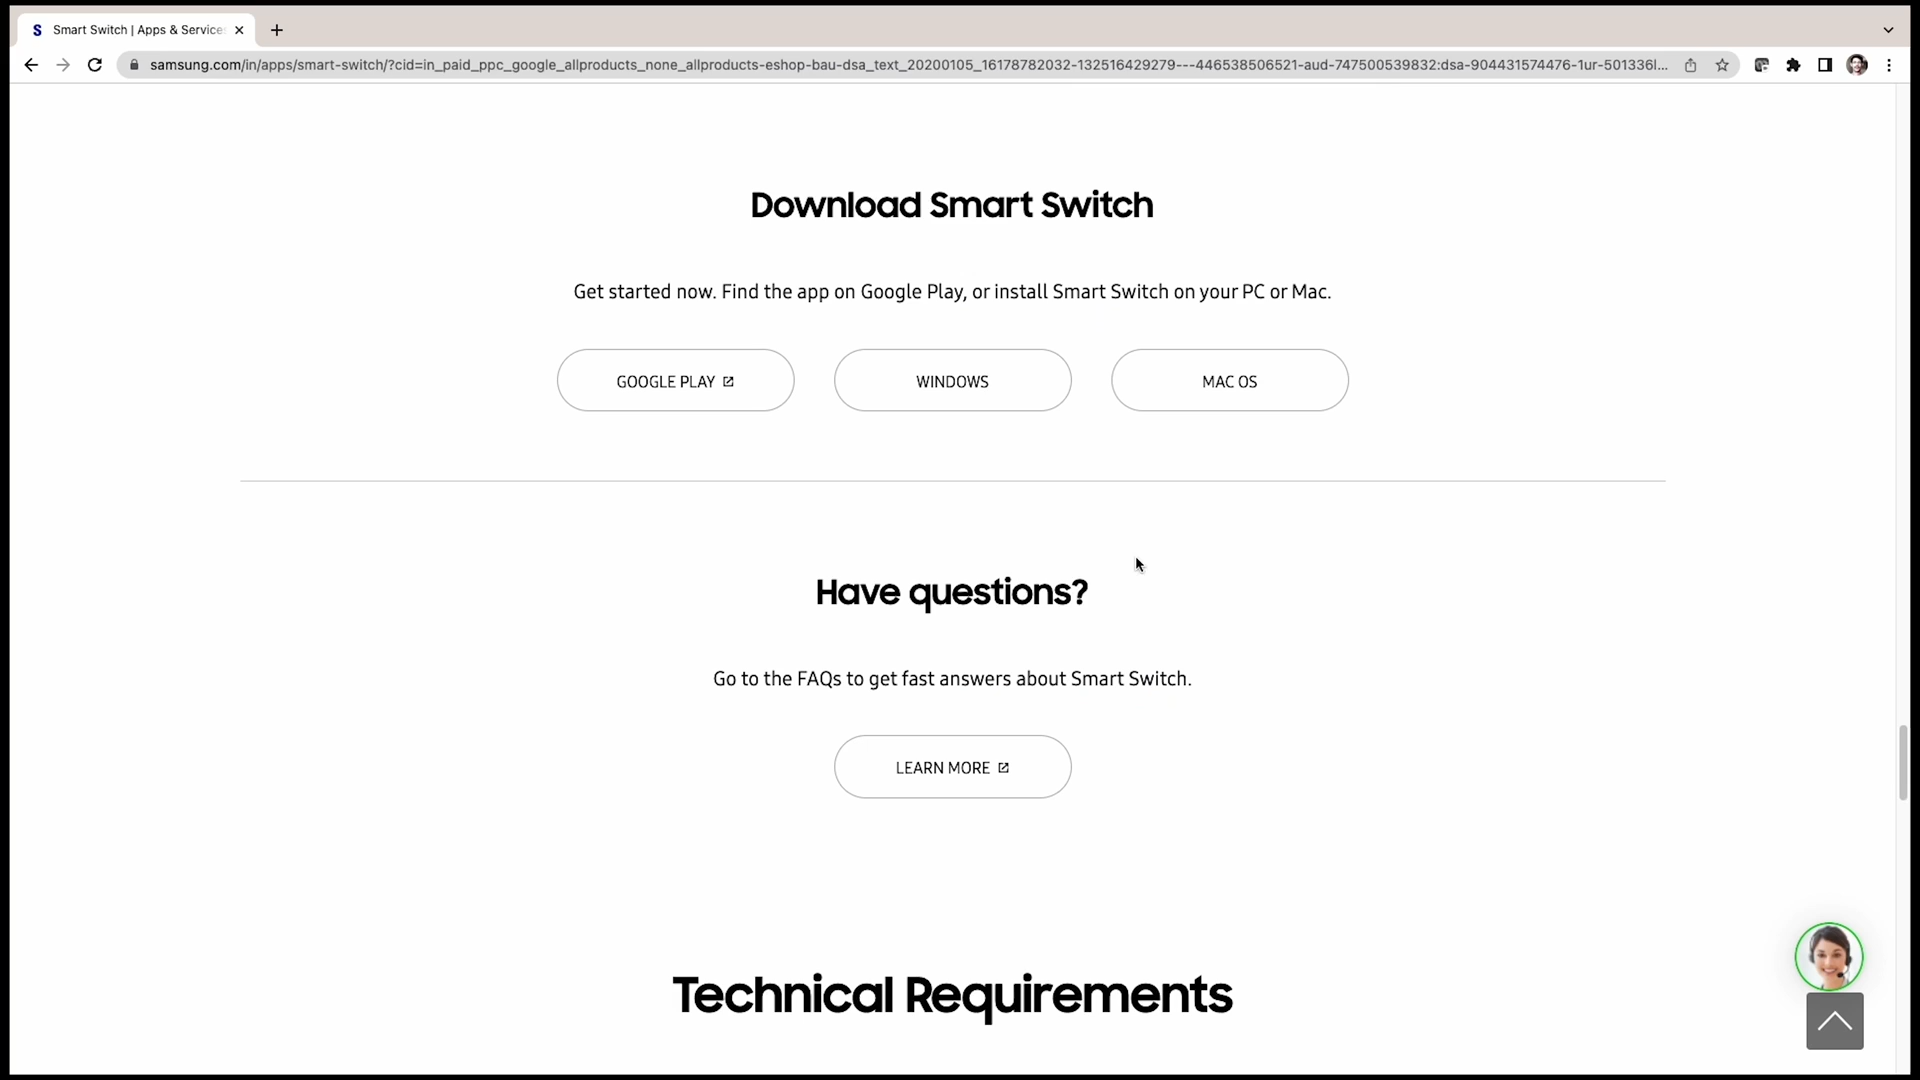 S Smart Switch | Apps & Service
samsung.com/in/apps/smart-switch/?cid=in_paid_ppc_google_allproducts_none_allproducts-eshop-bau-dsa_text_20200105_16178782032-132516429279---446538506521-aud-747500539832:dsa-904431574476-1ur-501336l...
Download Smart Switch
Get started now. Find the app on Google Play, or install Smart Switch on your PC or Mac.
GOOGLE PLAY
WINDOWS
MAC OS
Have questions?
Go to the FAQs to get fast answers about Smart Switch.
LEARN MORE
Technical Requirements